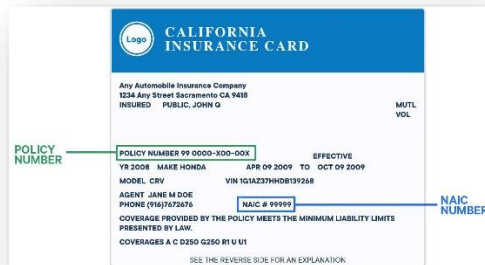 Logo
CALIFORNIA
INSURANCE CARD
Any Automobile Insurance Company
1234 Any Street Sacramento CA 9418
INSURED PUBLIC, JOHN Q
MUTL
VOL
POLICY NUMBER
POLICY NUMBER 99 0000-X00-00X
EFFECTIVE
YR 2008 MAKE HONDA APR 09 2009 TO OCT 09 2009
MODEL CRV VIN 1G1AZ37HHDB139268
AGENT JANE M DOE
PHONE (916)7672676 NAIC # 99999
NAIC NUMBER
COVERAGE PROVIDED BY THE POLICY MEETS THE MINIMUM LIABILITY LIMITS
PRESENTED BY LAW.
COVERAGES A C D250 G250 R1 U U1
SEE THE REVERSE SIDE FOR AN EXPLANATION